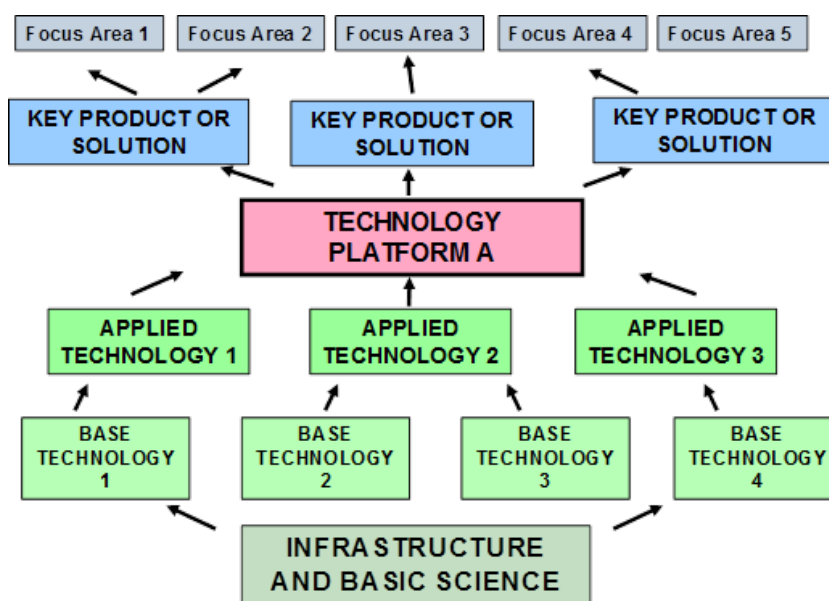 Focus Area 1
Focus Area 2
Focus Area 3
Focus Area 4
Focus Area 5
KEY PRODUCT OR
SOLUTION
KEY PRODUCT OR
SOLUTION
KEY PRODUCT OR
SOLUTION
TECHNOLOGY
PLATFORM A
APPLIED
TECHNOLOGY 1
APPLIED
TECHNOLOGY 2
APPLIED
TECHNOLOGY 3
BASE
TECHNOLOGY
1
BASE
TECHNOLOGY
2
BASE
TECHNOLOGY
3
BASE
TECHNOLOGY
4
INFRASTRUCTURE
AND BASIC SCIENCE